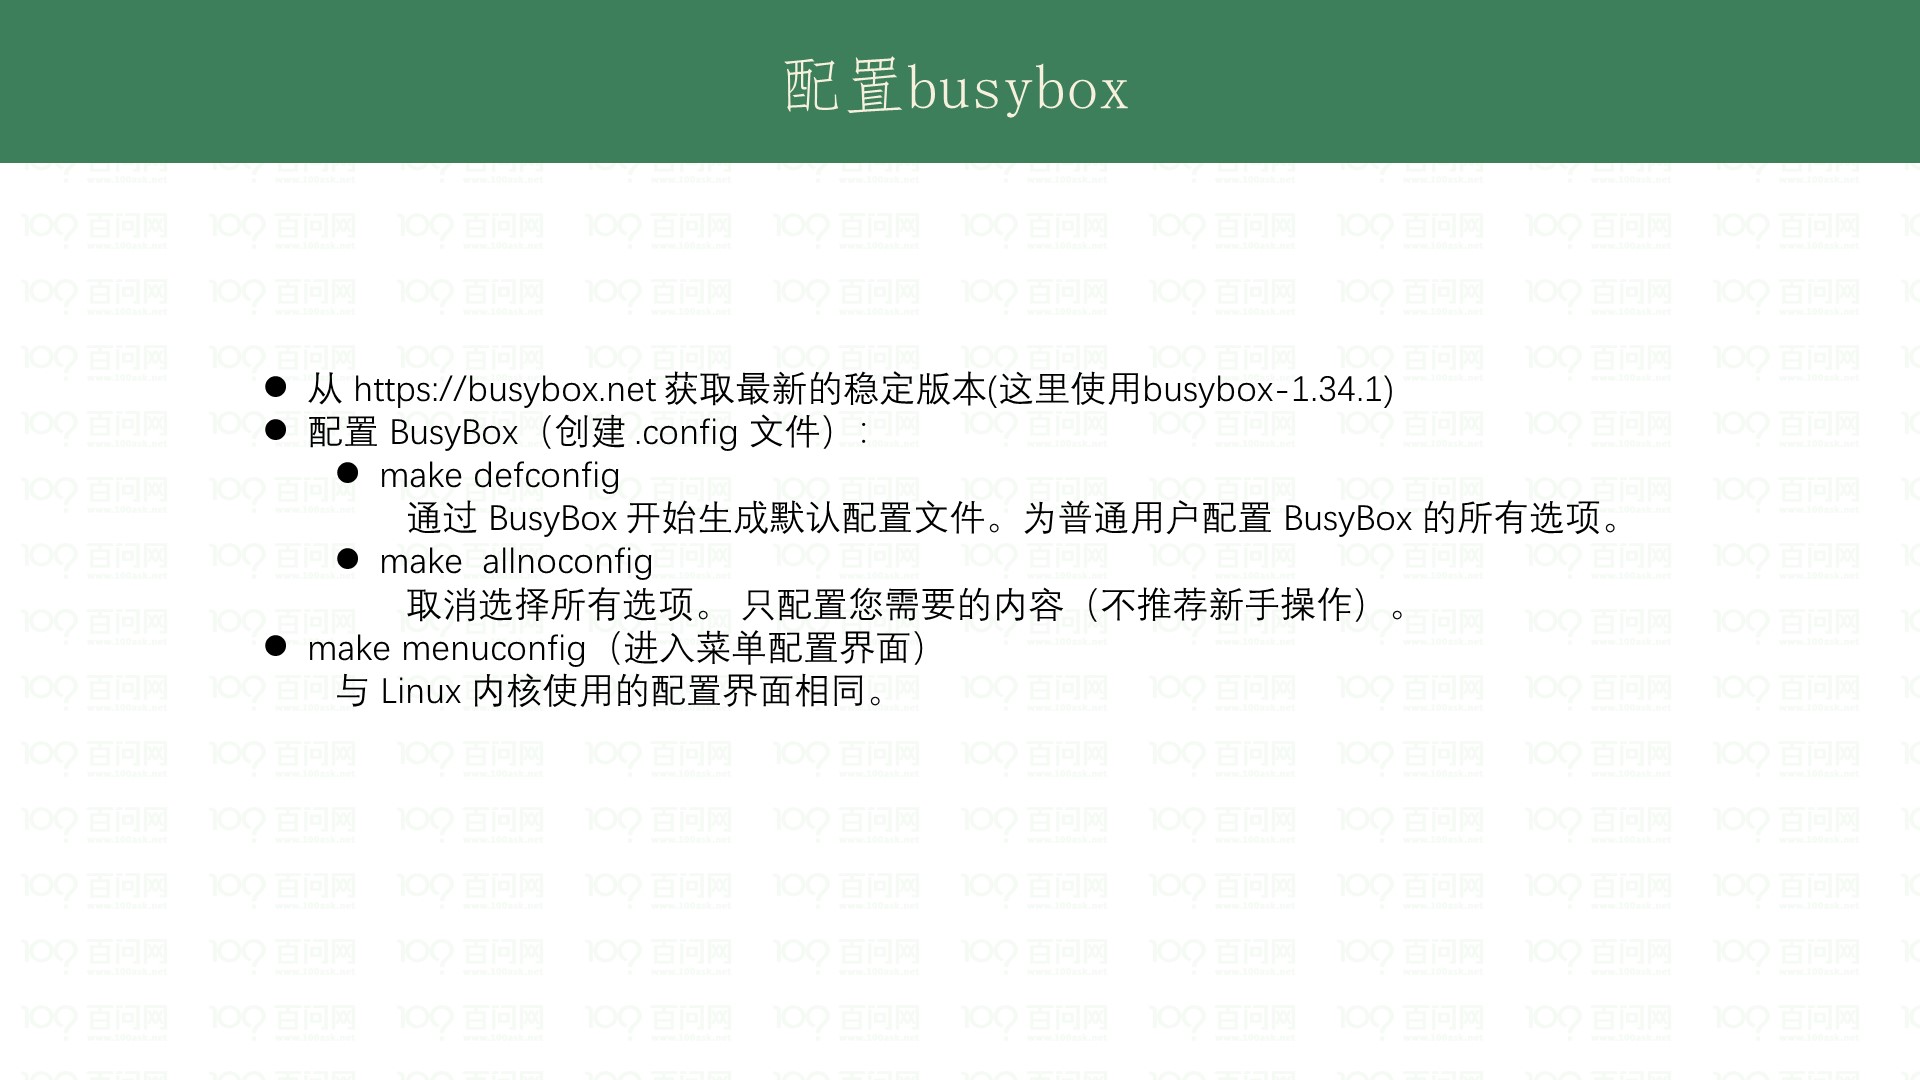 配置busybox
● 从 https://busybox.net 获取最新的稳定版本(这里使用busybox-1.34.1)
● 配置 BusyBox（创建 .config 文件）:
● make defconfig
通过 BusyBox 开始生成默认配置文件。为普通用户配置 BusyBox 的所有选项。
● make  allnoconfig
取消选择所有选项。 只配置您需要的内容（不推荐新手操作）。
● make menuconfig（进入菜单配置界面）
与 Linux 内核使用的配置界面相同。